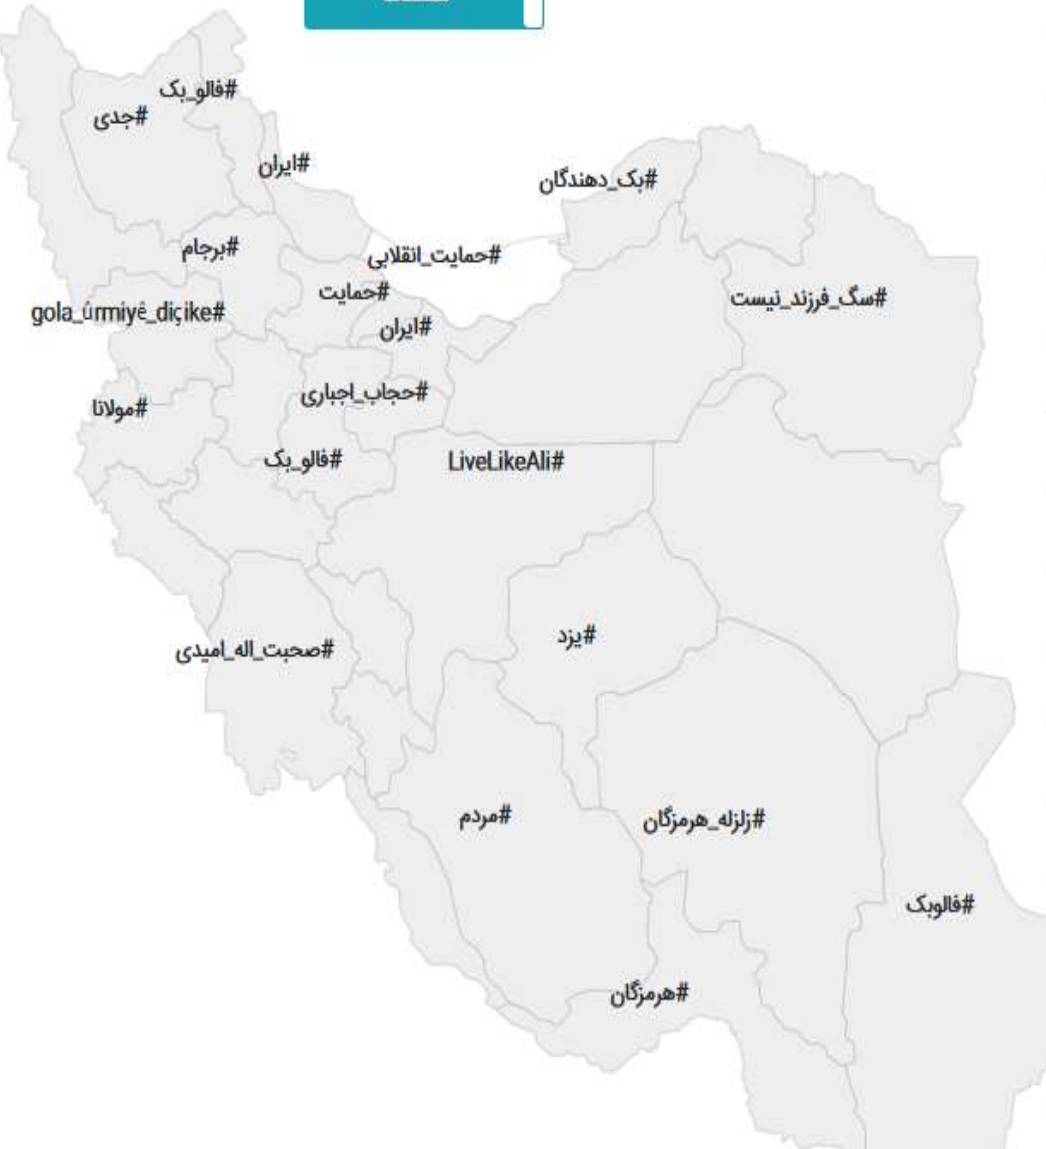 #فالو_بک
#جدی
#ایران
#بک_دهندگان
#برجام
#حمایت_انقلابی
#حمایت
#سگ_فرزند_نیست
gola_ûrmiyê_diçike#
#ایران
#حجاب_اجباری
#مولانا
#فالو_بک
LiveLikeAli#
#یزد
#صحبت_اله_امیدی
#مردم
#زلزله_هرمزگان
#فالوبک
#هرمزگان